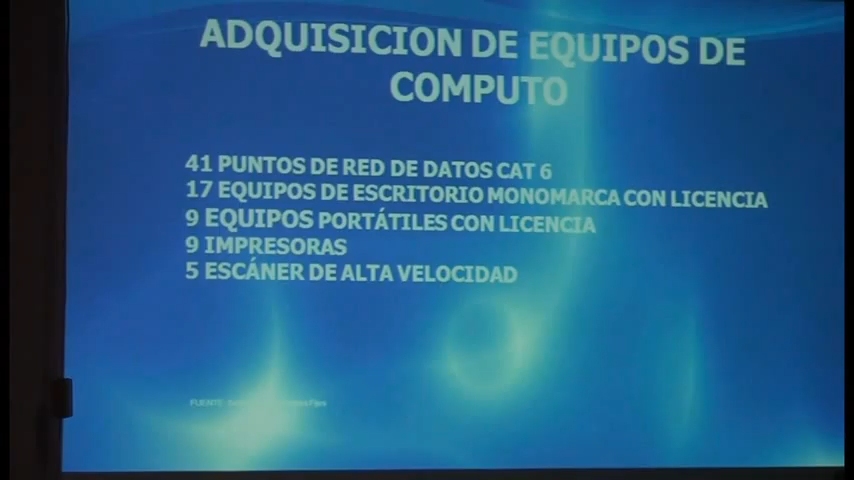 ADQUISICION DE EQUIPOS DE
COMPUTO
41 PUNTOS DE RED DE DATOS CAT 6
17 EQUIPOS DE ESCRITORIO MONOMARCA CON LICENCIA
9 EQUIPOS PORTÁTILES CON LICENCIA
9 IMPRESORAS
5 ESCÁNER DE ALTA VELOCIDAD
FUENTE